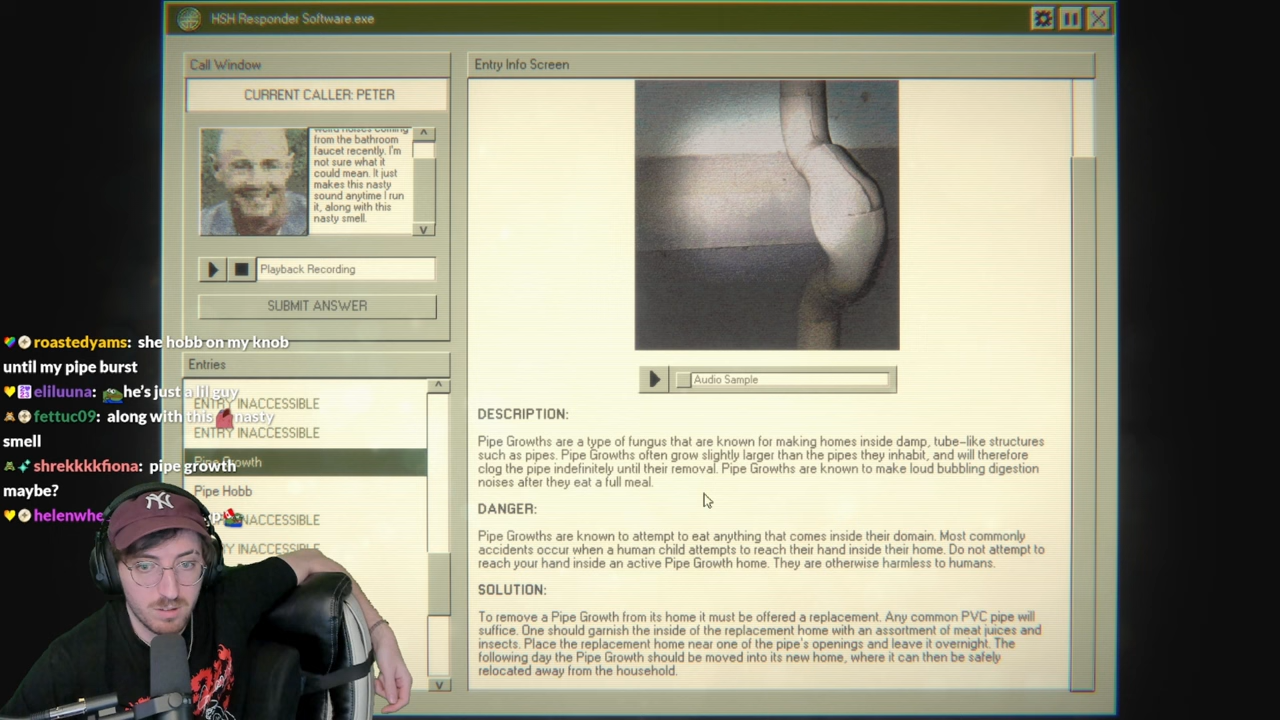 HSH Responder Software.exe
Call Window
CURRENT CALLER: PETER
weird noises coming
from the bathroom
faucet recently. I'm
not sure what it
could mean. It just
makes this nasty
sound anytime I run
it, along with this
nasty smell.
Playback Recording
SUBMIT ANSWER
Entries
ENTRY INACCESSIBLE
ENTRY INACCESSIBLE
Pipe Growth
Pipe Hobb
INACCESSIBLE
INACCESSIBLE
roastedyams: she hobb on my knob
until my pipe burst
eliluuna: he's just a lil guy
fettuc09: along with this nasty
smell
shrekkkkfiona: pipe growth
maybe?
helenwhe
Entry Info Screen
Audio Sample
DESCRIPTION:
Pipe Growths are a type of fungus that are known for making homes inside damp, tube-like structures
such as pipes. Pipe Growths often grow slightly larger than the pipes they inhabit, and will therefore
clog the pipe indefinitely until their removal. Pipe Growths are known to make loud bubbling digestion
noises after they eat a full meal.
DANGER:
Pipe Growths are known to attempt to eat anything that comes inside their domain. Most commonly
accidents occur when a human child attempts to reach their hand inside their home. Do not attempt to
reach your hand inside an active Pipe Growth home. They are otherwise harmless to humans.
SOLUTION:
To remove a Pipe Growth from its home it must be offered a replacement. Any common PVC pipe will
suffice. One should garnish the inside of the replacement home with an assortment of meat juices and
insects. Place the replacement home near one of the pipe's openings and leave it overnight. The
following day the Pipe Growth should be moved into its new home, where it can then be safely
relocated away from the household.